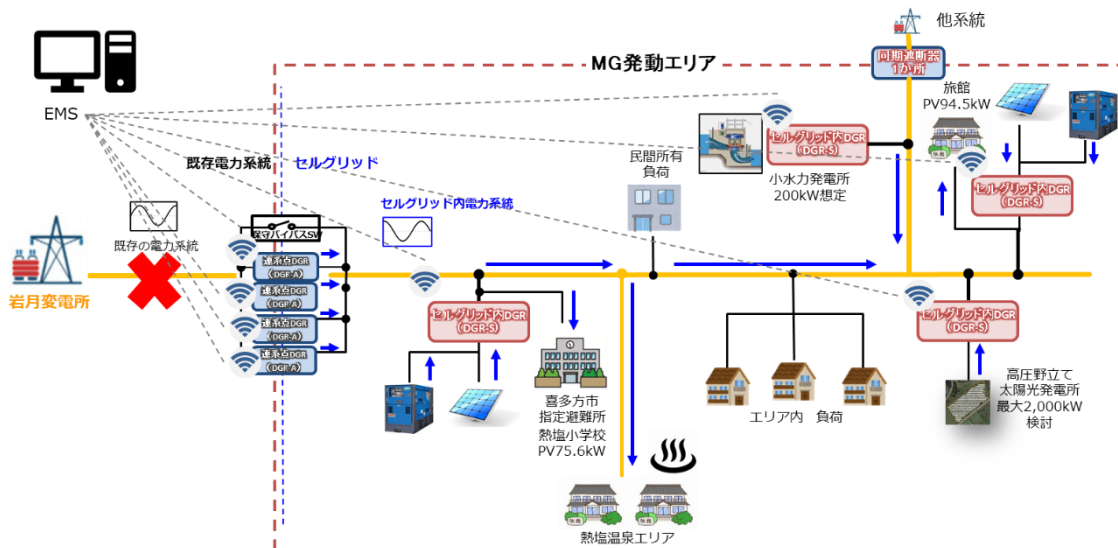 EMS
MG発動エリア
他系統
同期遮断器
1か所
旅館
PV94.5kW
セルグリッド内DGR
(DGR-S)
小水力発電所
200kW想定
セルグリッド内DGR
(DGR-S)
民間所有
負荷
既存電力系統
セルグリッド
セルグリッド内電力系統
既存の電力系統
保守バイパスSW
連系点DGR
(DGR-A)
連系点DGR
(DGR-A)
連系点DGR
(DGR-A)
連系点DGR
(DGR-A)
岩月変電所
セルグリッド内DGR
(DGR-S)
喜多方市
指定避難所
熱塩小学校
PV75.6kW
エリア内 負荷
セルグリッド内DGR
(DGR-S)
高圧野立て
太陽光発電所
最大2,000kW
検討
熱塩温泉エリア